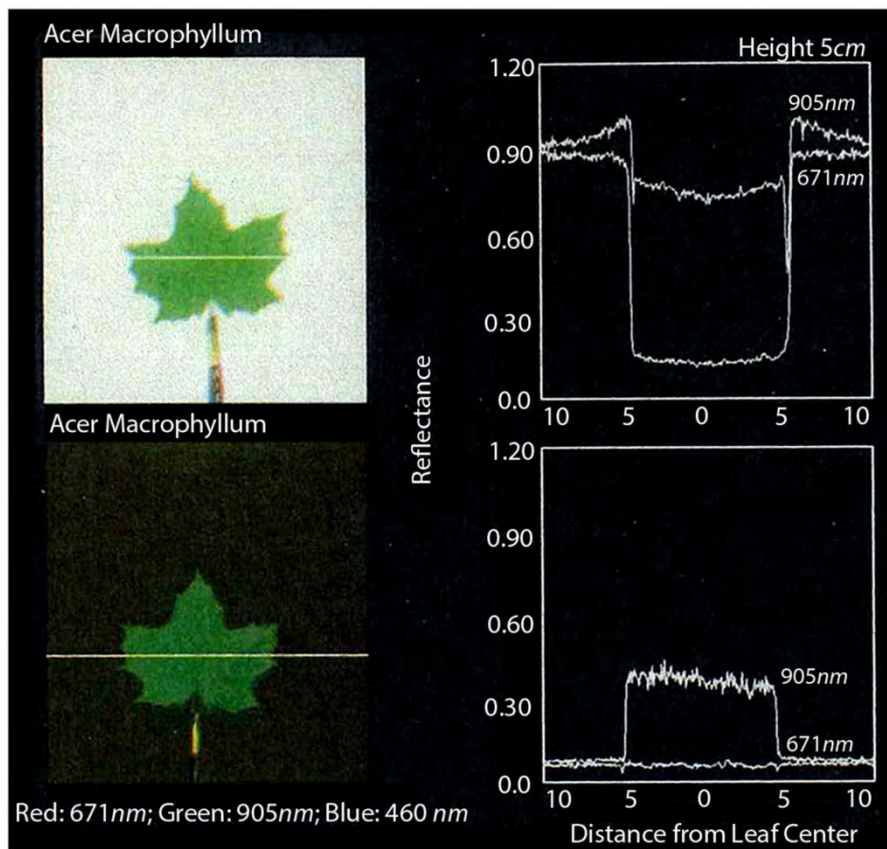 Acer Macrophyllum
Height 5cm
1.20
905nm
0.90
671nm
0.60
0.30
0.0
10 5 0 5 10
Acer Macrophyllum
Reflectance
1.20
0.90
0.60
905nm
0.30
671nm
0.0
10 5 0 5 10
Red: 671nm; Green: 905nm; Blue: 460 nm
Distance from Leaf Center